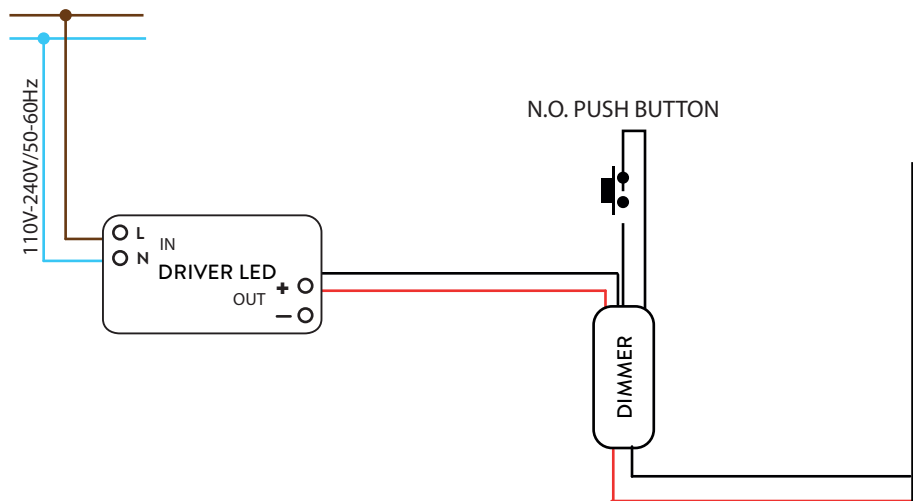 110V-240V/50-60Hz
N.O. PUSH BUTTON
L
IN
N
DRIVER LED
+
OUT
–
DIMMER